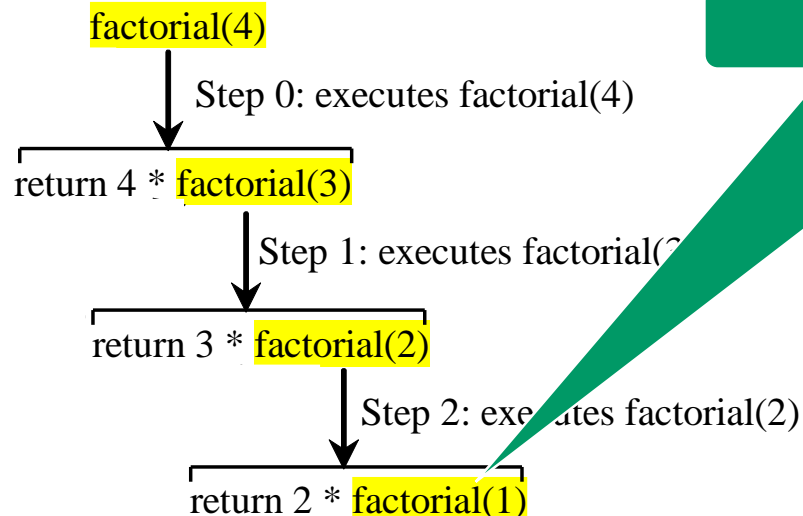 factorial(4)
Step 0: executes factorial(4)
return 4 * factorial(3)
Step 1: executes
return 3 * factorial(2)
Step 2: executes factorial(2)
return 2 * factorial(1)